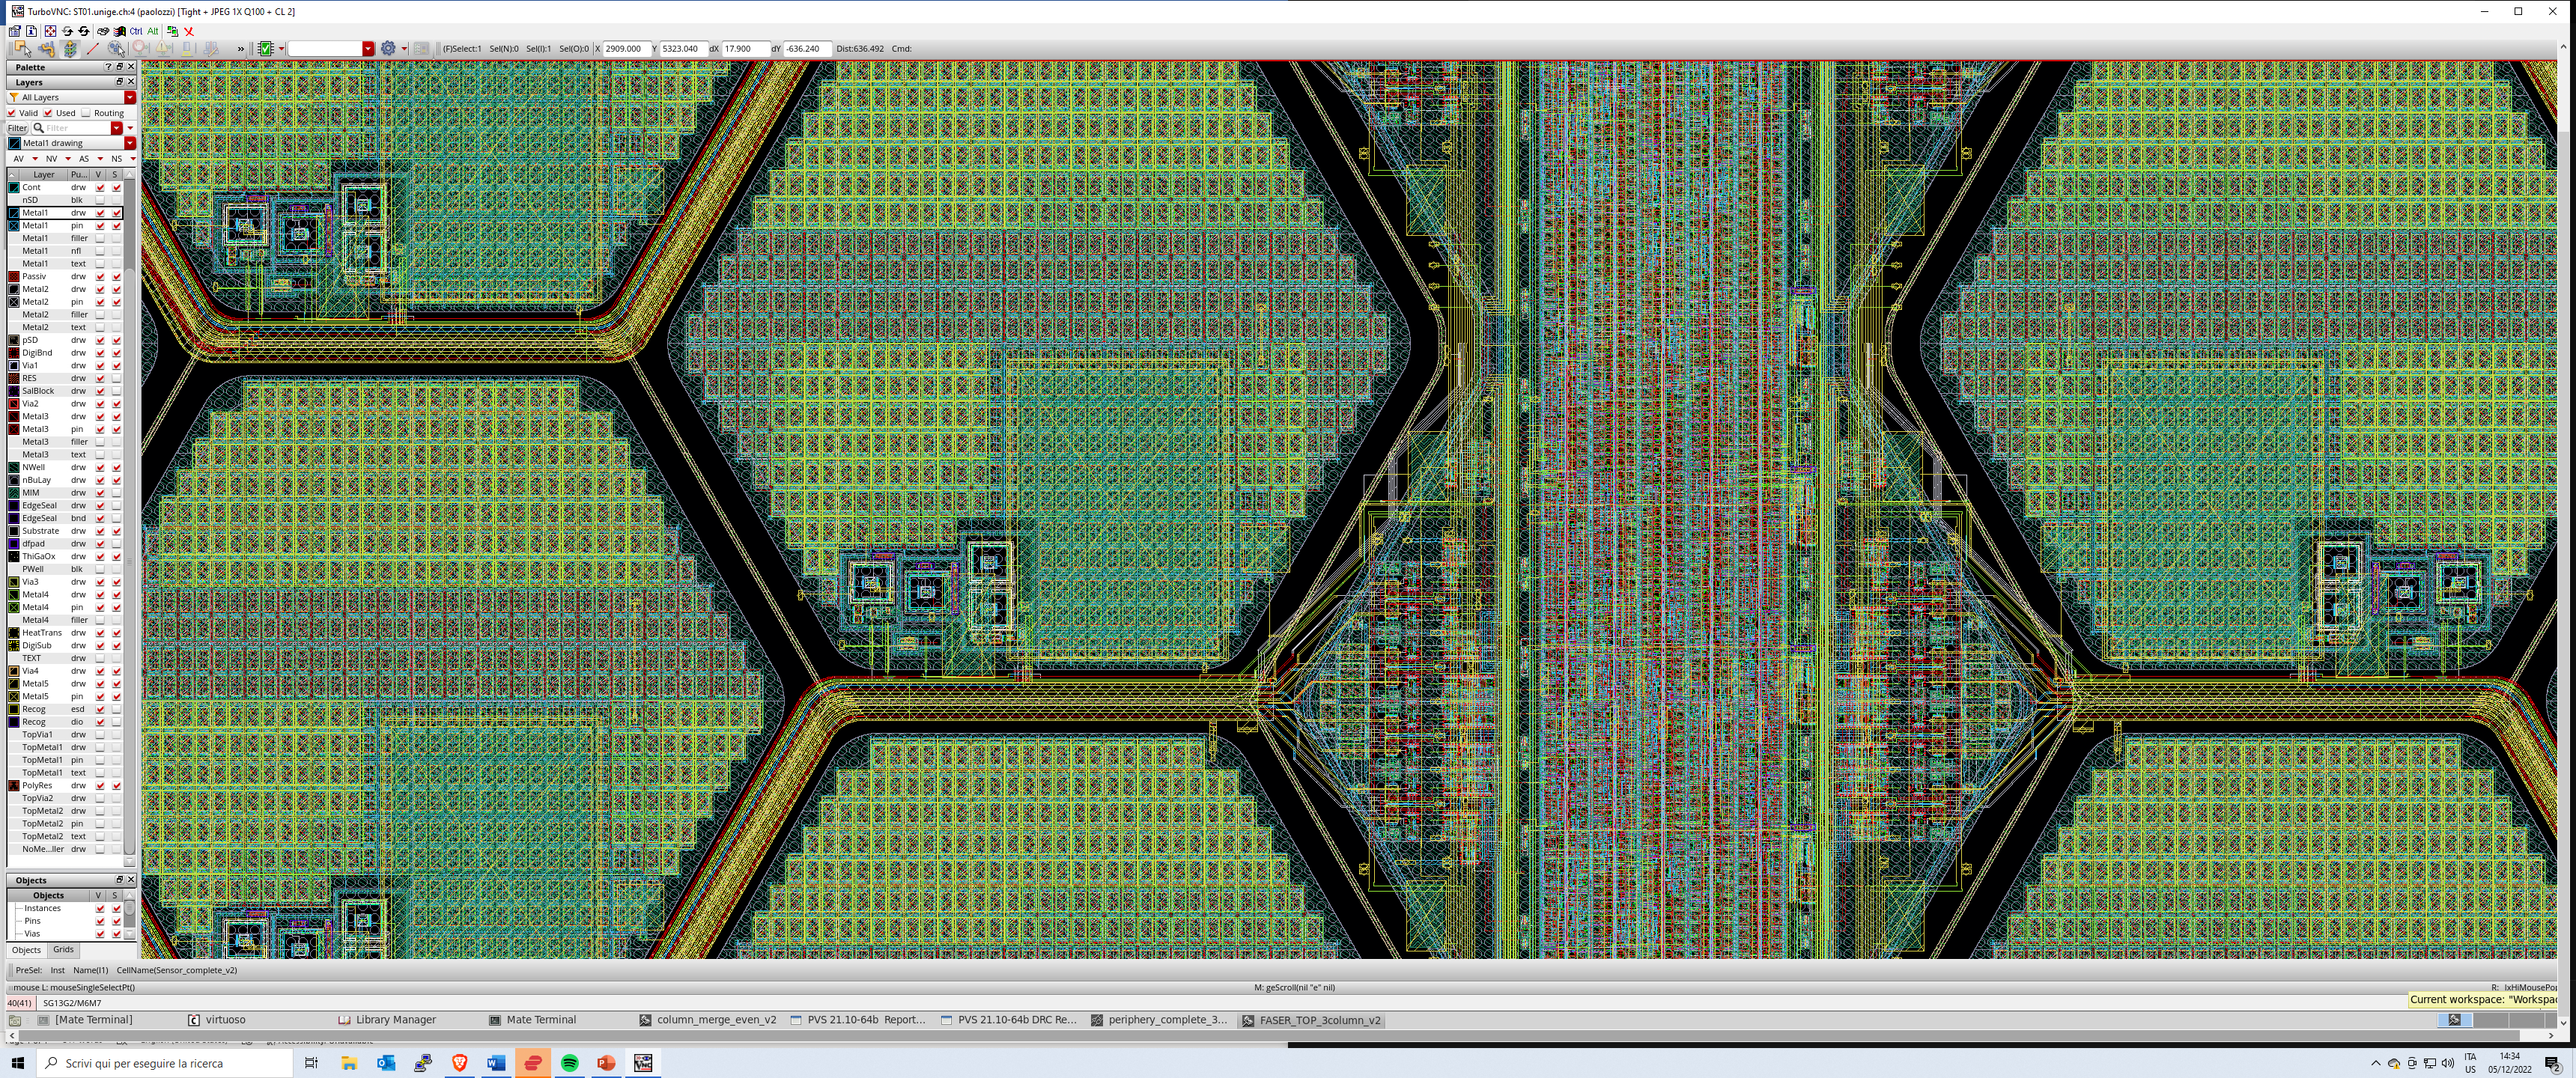 TurboVNC: ST01.unige.ch:4 (paolozzi) [Tight + JPEG 1X Q100 + CL 2]
Ctrl Alt
(F)Select:1 Sel(N):0 Sel(I):1 Sel(O):0 X 2909.000 Y 5323.040 dX 17.900 dY -636.240 Dist:636.492 Cmd:
Palette
Layers
All Layers
Valid Used Routing
Filter Filter
Metal1 drawing
AV NV AS NS
Layer Pu... V S
Cont drw
nSD blk
Metal1 drw
Metal1 pin
Metal1 filler
Metal1 nfl
Metal1 text
Passiv drw
Metal2 drw
Metal2 pin
Metal2 filler
Metal2 text
pSD drw
DigiBnd drw
Via1 drw
RES drw
SalBlock drw
Via2 drw
Metal3 drw
Metal3 pin
Metal3 filler
Metal3 text
NWell drw
nBuLay drw
MIM drw
EdgeSeal drw
EdgeSeal bnd
Substrate drw
dfpad drw
ThiGaOx drw
PWell blk
Via3 drw
Metal4 drw
Metal4 pin
Metal4 filler
HeatTrans drw
DigiSub drw
TEXT drw
Via4 drw
Metal5 drw
Metal5 pin
Recog esd
Recog dio
TopVia1 drw
TopMetal1 drw
TopMetal1 pin
TopMetal1 text
PolyRes drw
TopVia2 drw
TopMetal2 drw
TopMetal2 pin
TopMetal2 text
NoMe...ller drw
Objects
Objects V S
Instances
Pins
Vias
Objects Grids
PreSel: Inst Name(I1) CellName(Sensor_complete_v2)
mouse L: mouseSingleSelectPt() M: geScroll(nil "e" nil) R: _lxHiMousePo
40(41) SG13G2/M6M7
Current workspace: "Workspac
[Mate Terminal] virtuoso Library Manager Mate Terminal column_merge_even_v2 PVS 21.10-64b Report... PVS 21.10-64b DRC Re... periphery_complete_3... FASER_TOP_3column_v2
Scrivi qui per eseguire la ricerca
ITA
US
14:34
05/12/2022
2